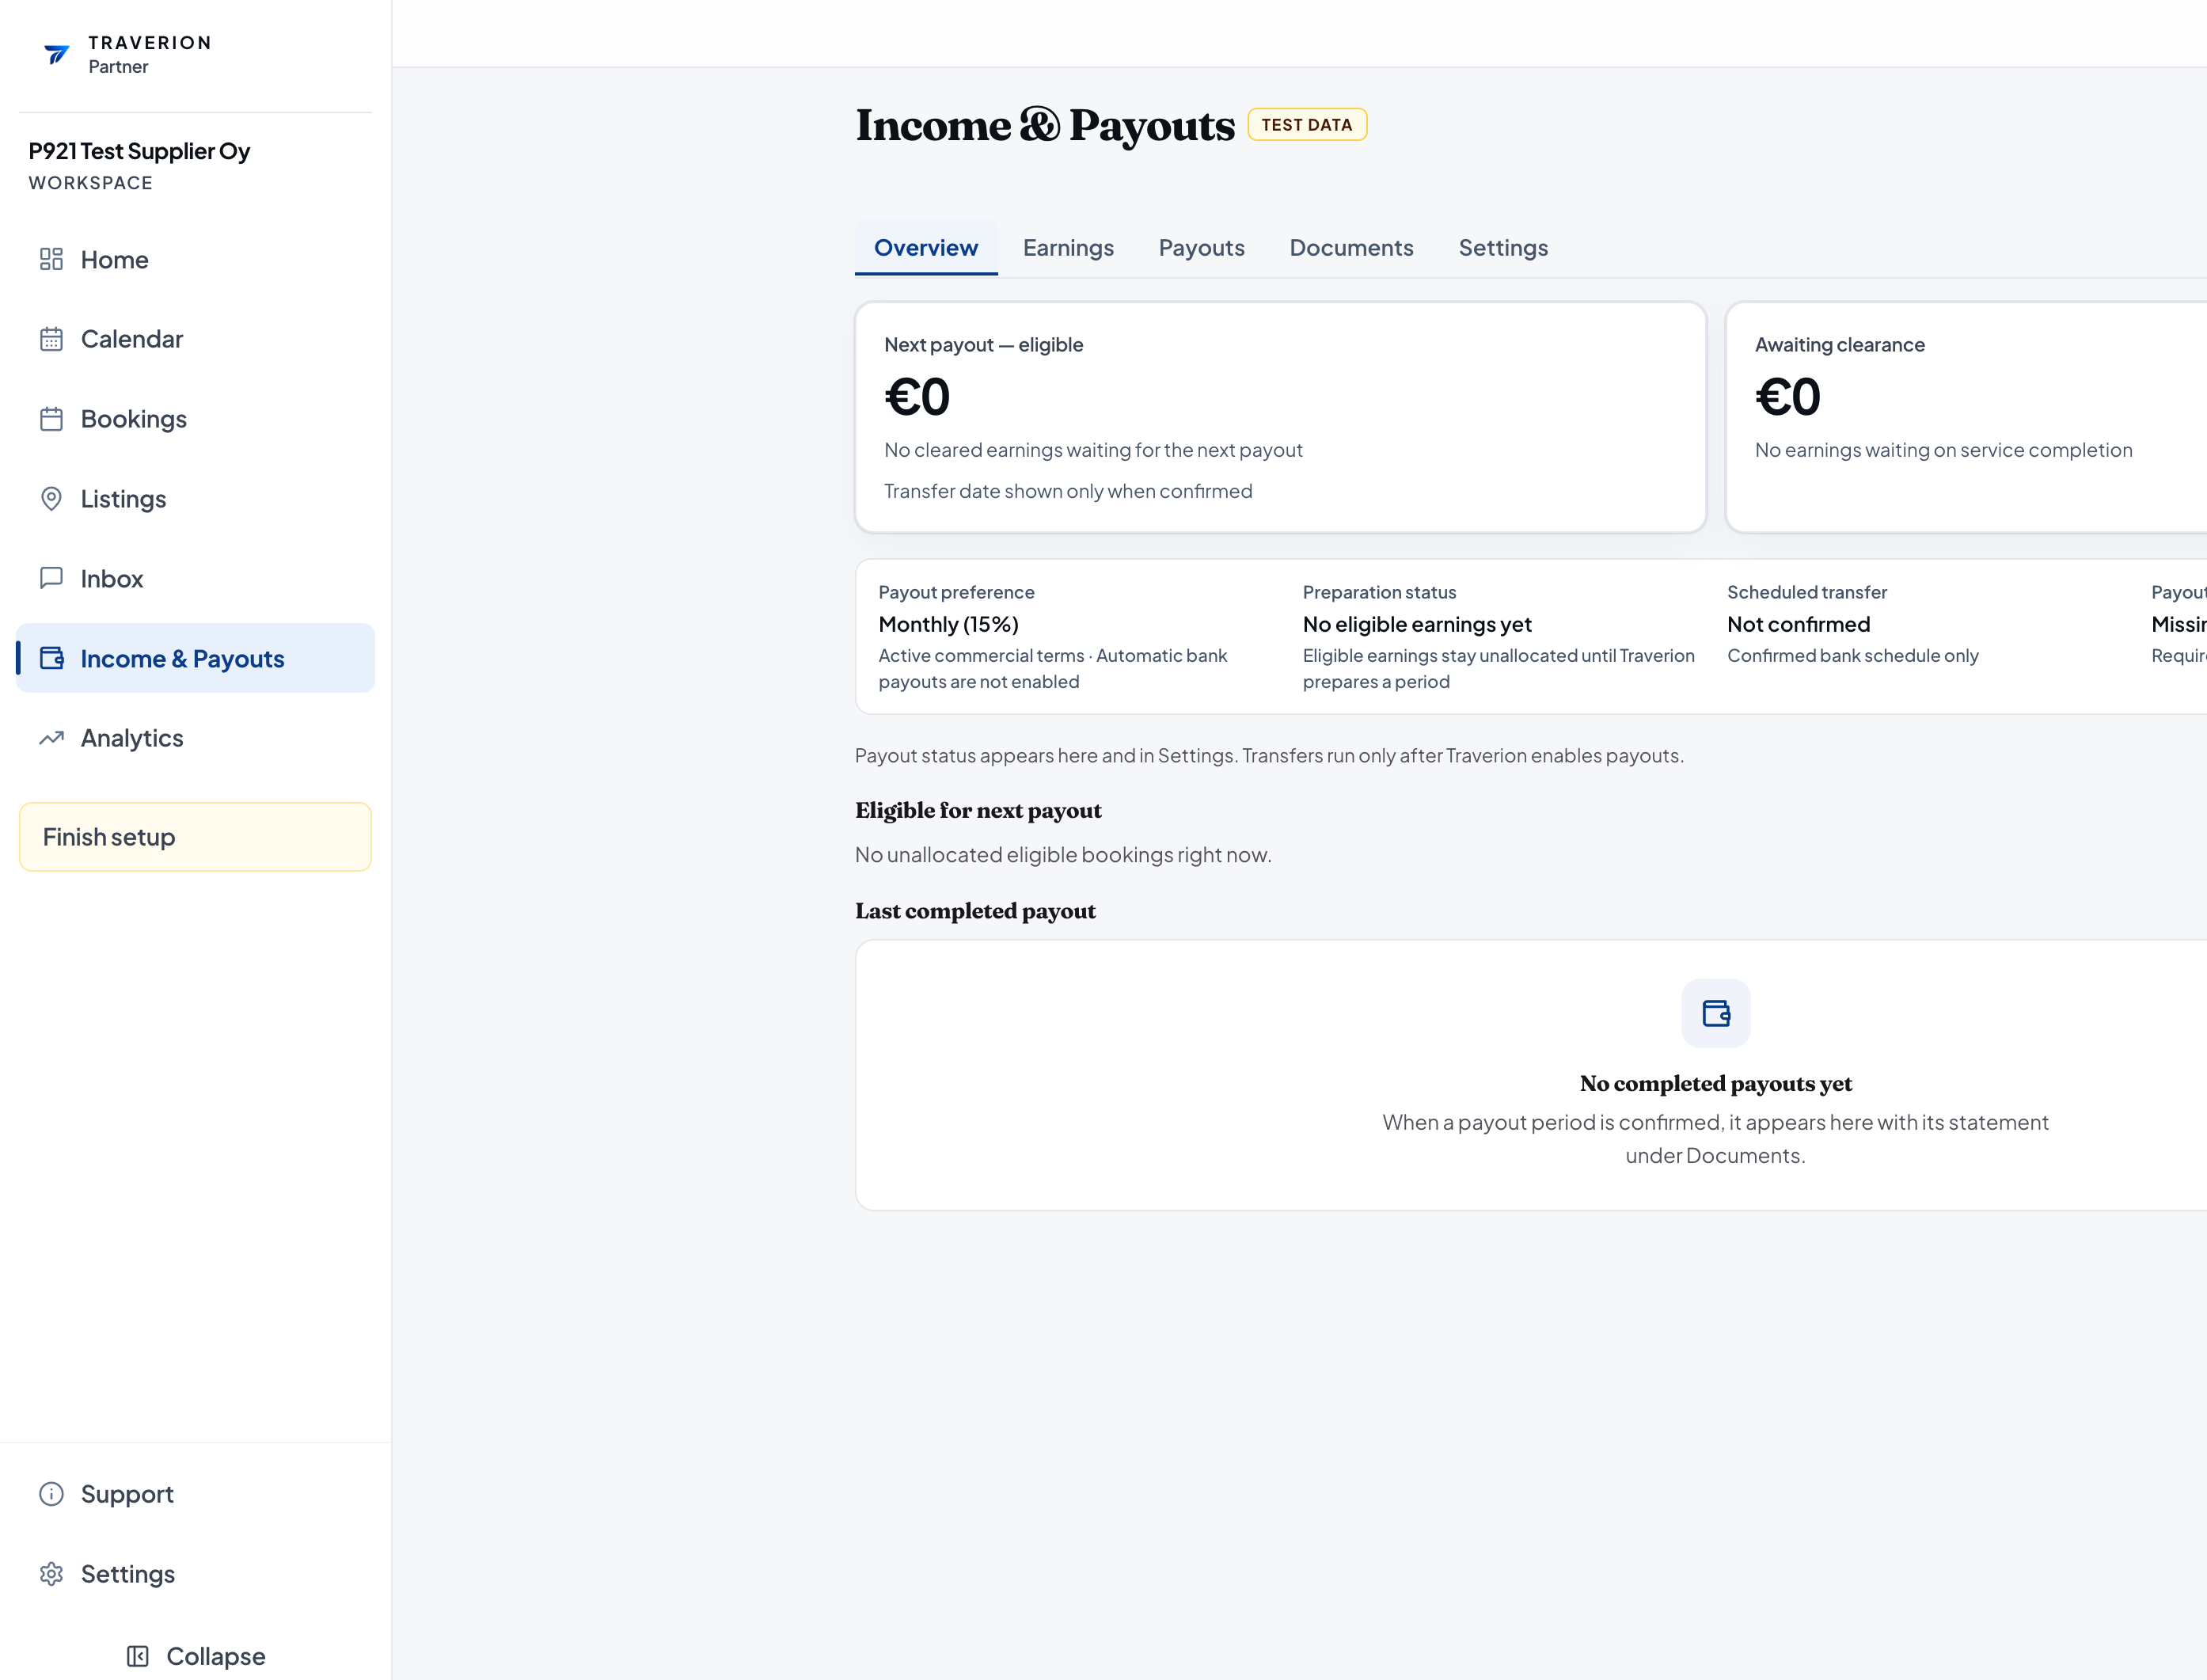 TRAVERION
Partner
P921 Test Supplier Oy
WORKSPACE
Home
Calendar
Bookings
Listings
Inbox
Income & Payouts
Analytics
Finish setup
Support
Settings
Collapse
Income & Payouts TEST DATA
Overview Earnings Payouts Documents Settings
Next payout — eligible
€0
No cleared earnings waiting for the next payout
Transfer date shown only when confirmed
Awaiting clearance
€0
No earnings waiting on service completion
Payout preference
Monthly (15%)
Active commercial terms · Automatic bank
payouts are not enabled
Preparation status
No eligible earnings yet
Eligible earnings stay unallocated until Traverion
prepares a period
Scheduled transfer
Not confirmed
Confirmed bank schedule only
Payout status appears here and in Settings. Transfers run only after Traverion enables payouts.
Eligible for next payout
No unallocated eligible bookings right now.
Last completed payout
No completed payouts yet
When a payout period is confirmed, it appears here with its statement
under Documents.